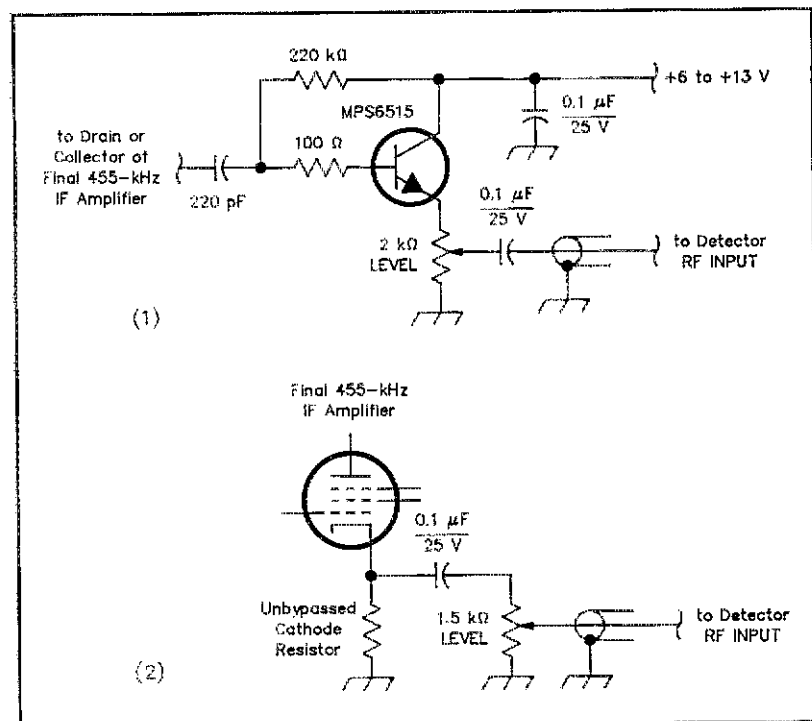 220 kΩ
+6 to +13 V
MPS6515
0.1 µF
25 V
to Drain or
Collector of
Final 455-kHz
IF Amplifier
100 Ω
220 pF
0.1 µF
25 V
2 kΩ
LEVEL
to Detector
RF INPUT
(1)
Final 455-kHz
IF Amplifier
0.1 µF
25 V
Unbypassed
Cathode
Resistor
1.5 kΩ
LEVEL
to Detector
RF INPUT
(2)